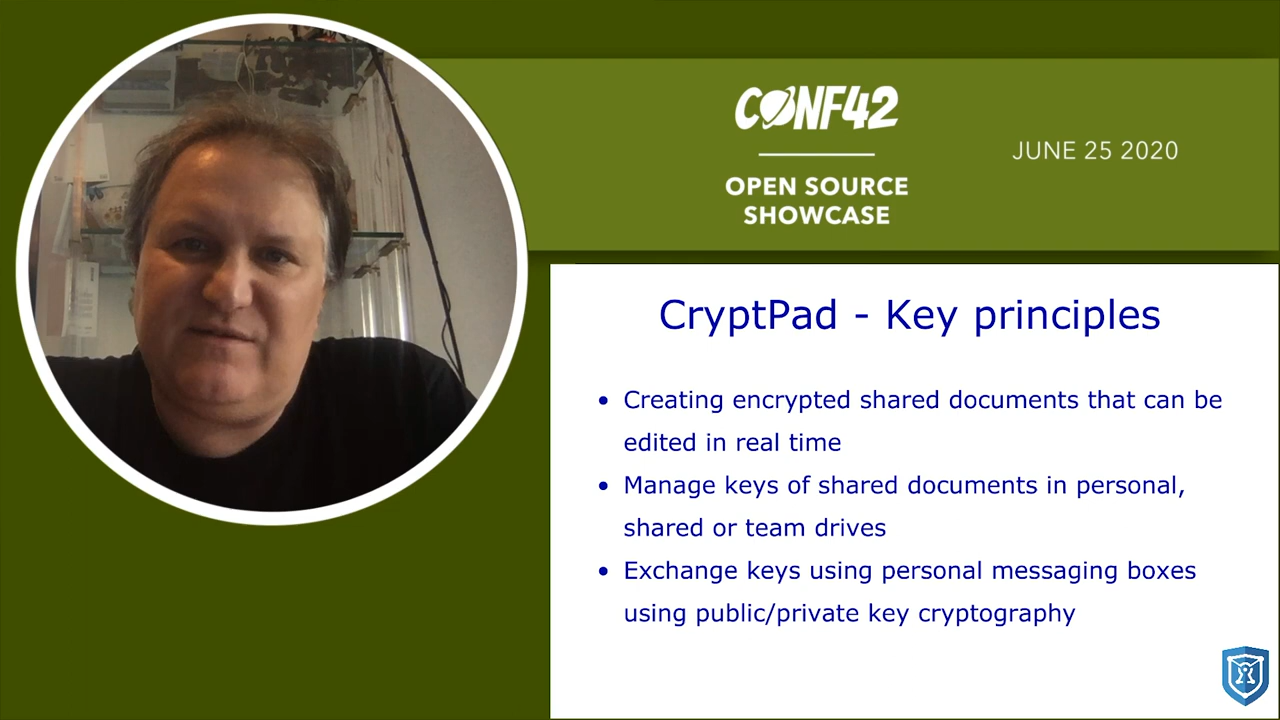 CONF42
OPEN SOURCE
SHOWCASE
JUNE 25 2020
CryptPad - Key principles
• Creating encrypted shared documents that can be
edited in real time
• Manage keys of shared documents in personal,
shared or team drives
• Exchange keys using personal messaging boxes
using public/private key cryptography